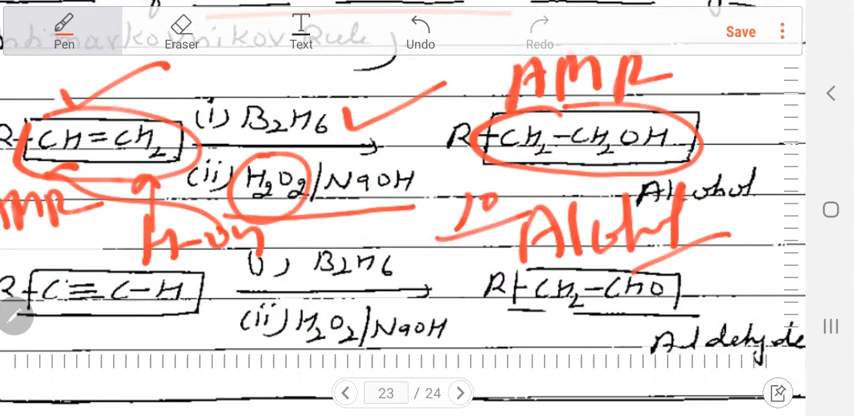 Pen Eraser Text Undo Redo Save
Markovnikov Rule)
AMR
R-CH=CH2 (i) B2H6 R-CH2-CH2OH
(ii) H2O2/NaOH Alcohol
AMR H-OH 1° Alcohol
R-C≡C-H (i) B2H6 R-CH2-CHO
(ii) H2O2/NaOH Aldehyde
23 / 24